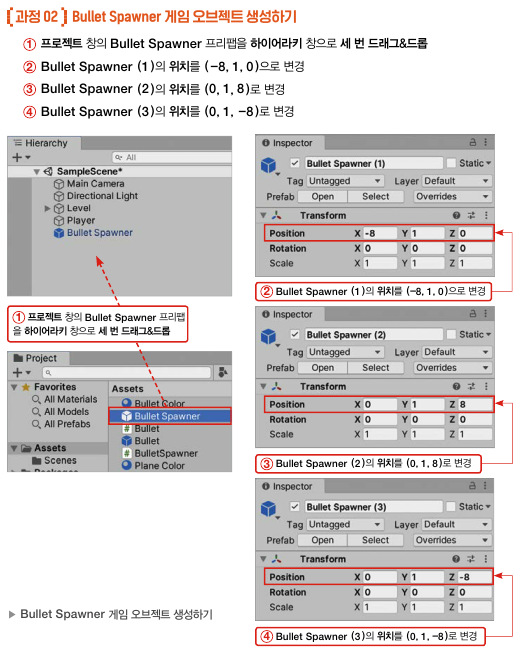 [과정 02] Bullet Spawner 게임 오브젝트 생성하기
① 프로젝트 창의 Bullet Spawner 프리팹을 하이어라키 창으로 세 번 드래그&드롭
② Bullet Spawner (1)의 위치를 (-8, 1, 0)으로 변경
③ Bullet Spawner (2)의 위치를 (0, 1, 8)로 변경
④ Bullet Spawner (3)의 위치를 (0, 1, -8)로 변경
Hierarchy
All
SampleScene*
Main Camera
Directional Light
Level
Player
Bullet Spawner
① 프로젝트 창의 Bullet Spawner 프리팹
을 하이어라키 창으로 세 번 드래그&드롭
Project
Favorites
All Materials
All Models
All Prefabs
Assets
Scenes
Packages
Assets
Bullet Color
Bullet Spawner
Bullet
Bullet
BulletSpawner
Plane Color
Inspector
Bullet Spawner (1) Static
Tag Untagged Layer Default
Prefab Open Select Overrides
Transform
Position X -8 Y 1 Z 0
Rotation X 0 Y 0 Z 0
Scale X 1 Y 1 Z 1
② Bullet Spawner (1)의 위치를 (-8, 1, 0)으로 변경
Inspector
Bullet Spawner (2) Static
Tag Untagged Layer Default
Prefab Open Select Overrides
Transform
Position X 0 Y 1 Z 8
Rotation X 0 Y 0 Z 0
Scale X 1 Y 1 Z 1
③ Bullet Spawner (2)의 위치를 (0, 1, 8)로 변경
Inspector
Bullet Spawner (3) Static
Tag Untagged Layer Default
Prefab Open Select Overrides
Transform
Position X 0 Y 1 Z -8
Rotation X 0 Y 0 Z 0
Scale X 1 Y 1 Z 1
④ Bullet Spawner (3)의 위치를 (0, 1, -8)로 변경
▶ Bullet Spawner 게임 오브젝트 생성하기